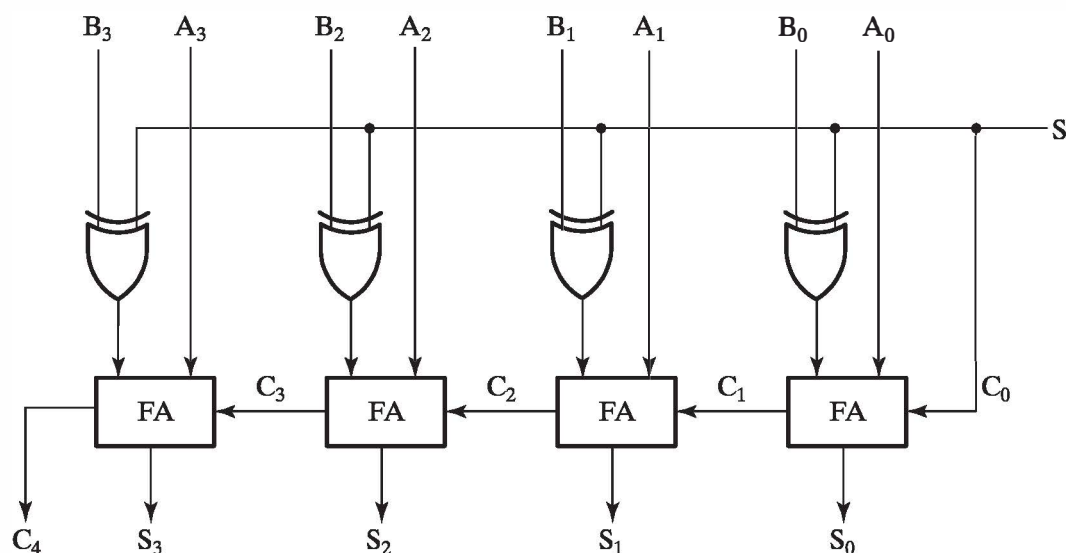 B₃ A₃ B₂ A₂ B₁ A₁ B₀ A₀
S
FA C₃ FA C₂ FA C₁ FA C₀
C₄ S₃ S₂ S₁ S₀